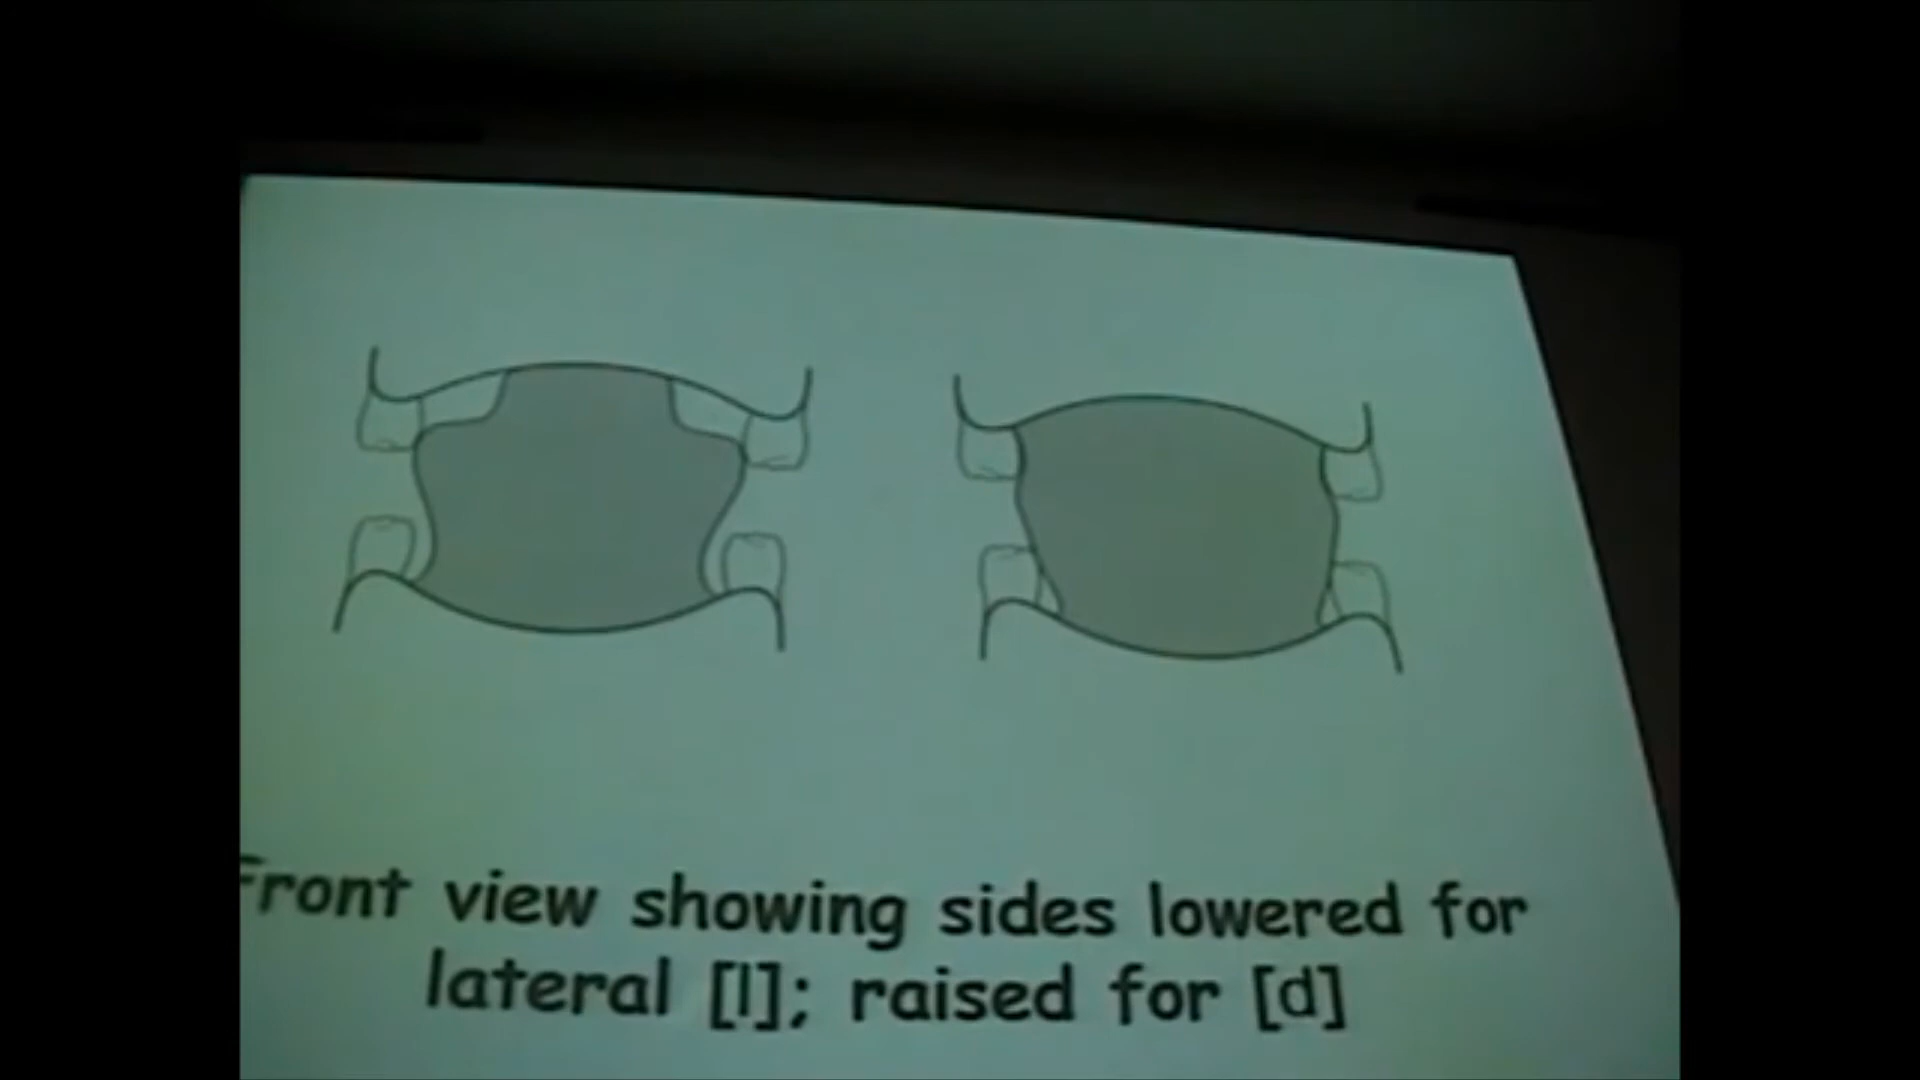 Front view showing sides lowered for
lateral [l]; raised for [d]